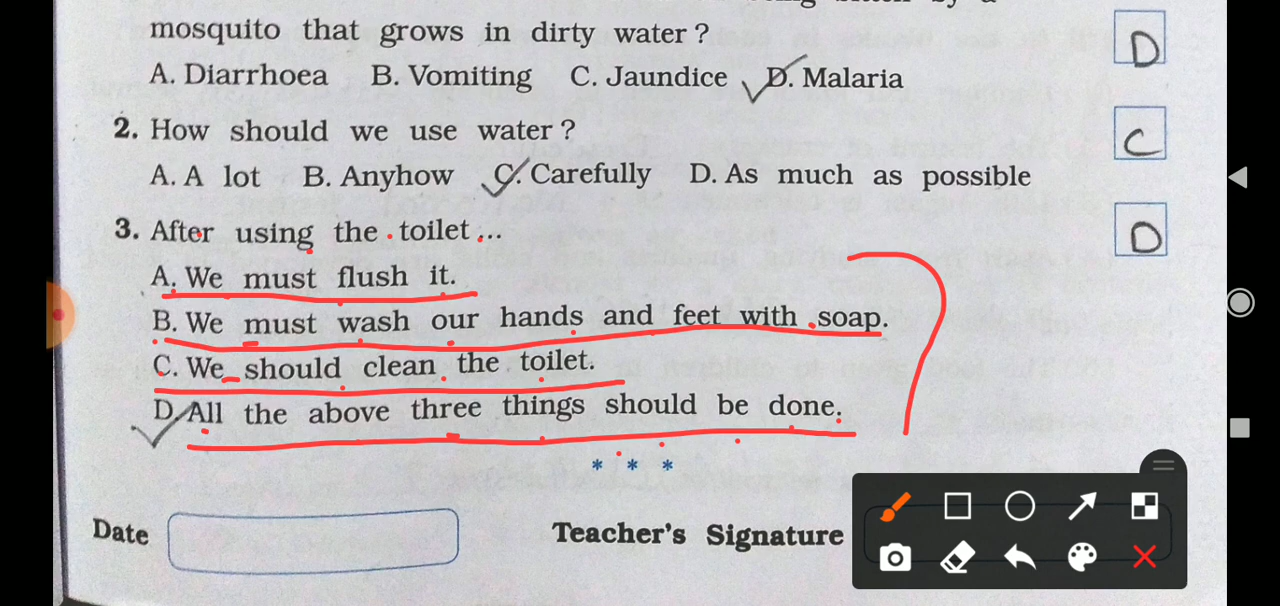 mosquito that grows in dirty water ?
D
A. Diarrhoea B. Vomiting C. Jaundice D. Malaria
2. How should we use water ?
C
A. A lot B. Anyhow C. Carefully D. As much as possible
3. After using the toilet ...
D
A. We must flush it.
B. We must wash our hands and feet with soap.
C. We should clean the toilet.
D. All the above three things should be done.
* * *
Date
Teacher's Signature